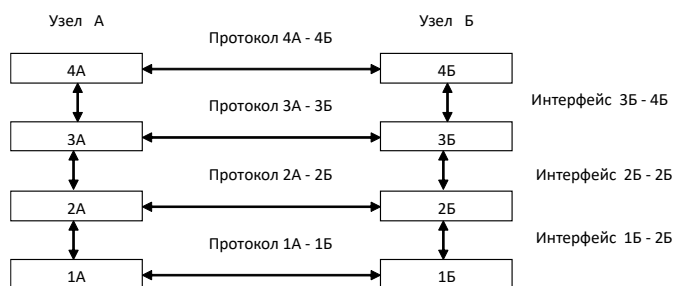 Узел А Узел Б
Протокол 4А - 4Б
4А 4Б
Интерфейс 3Б - 4Б
Протокол 3А - 3Б
3А 3Б
Протокол 2А - 2Б
Интерфейс 2Б - 2Б
2А 2Б
Интерфейс 1Б - 2Б
Протокол 1А - 1Б
1А 1Б